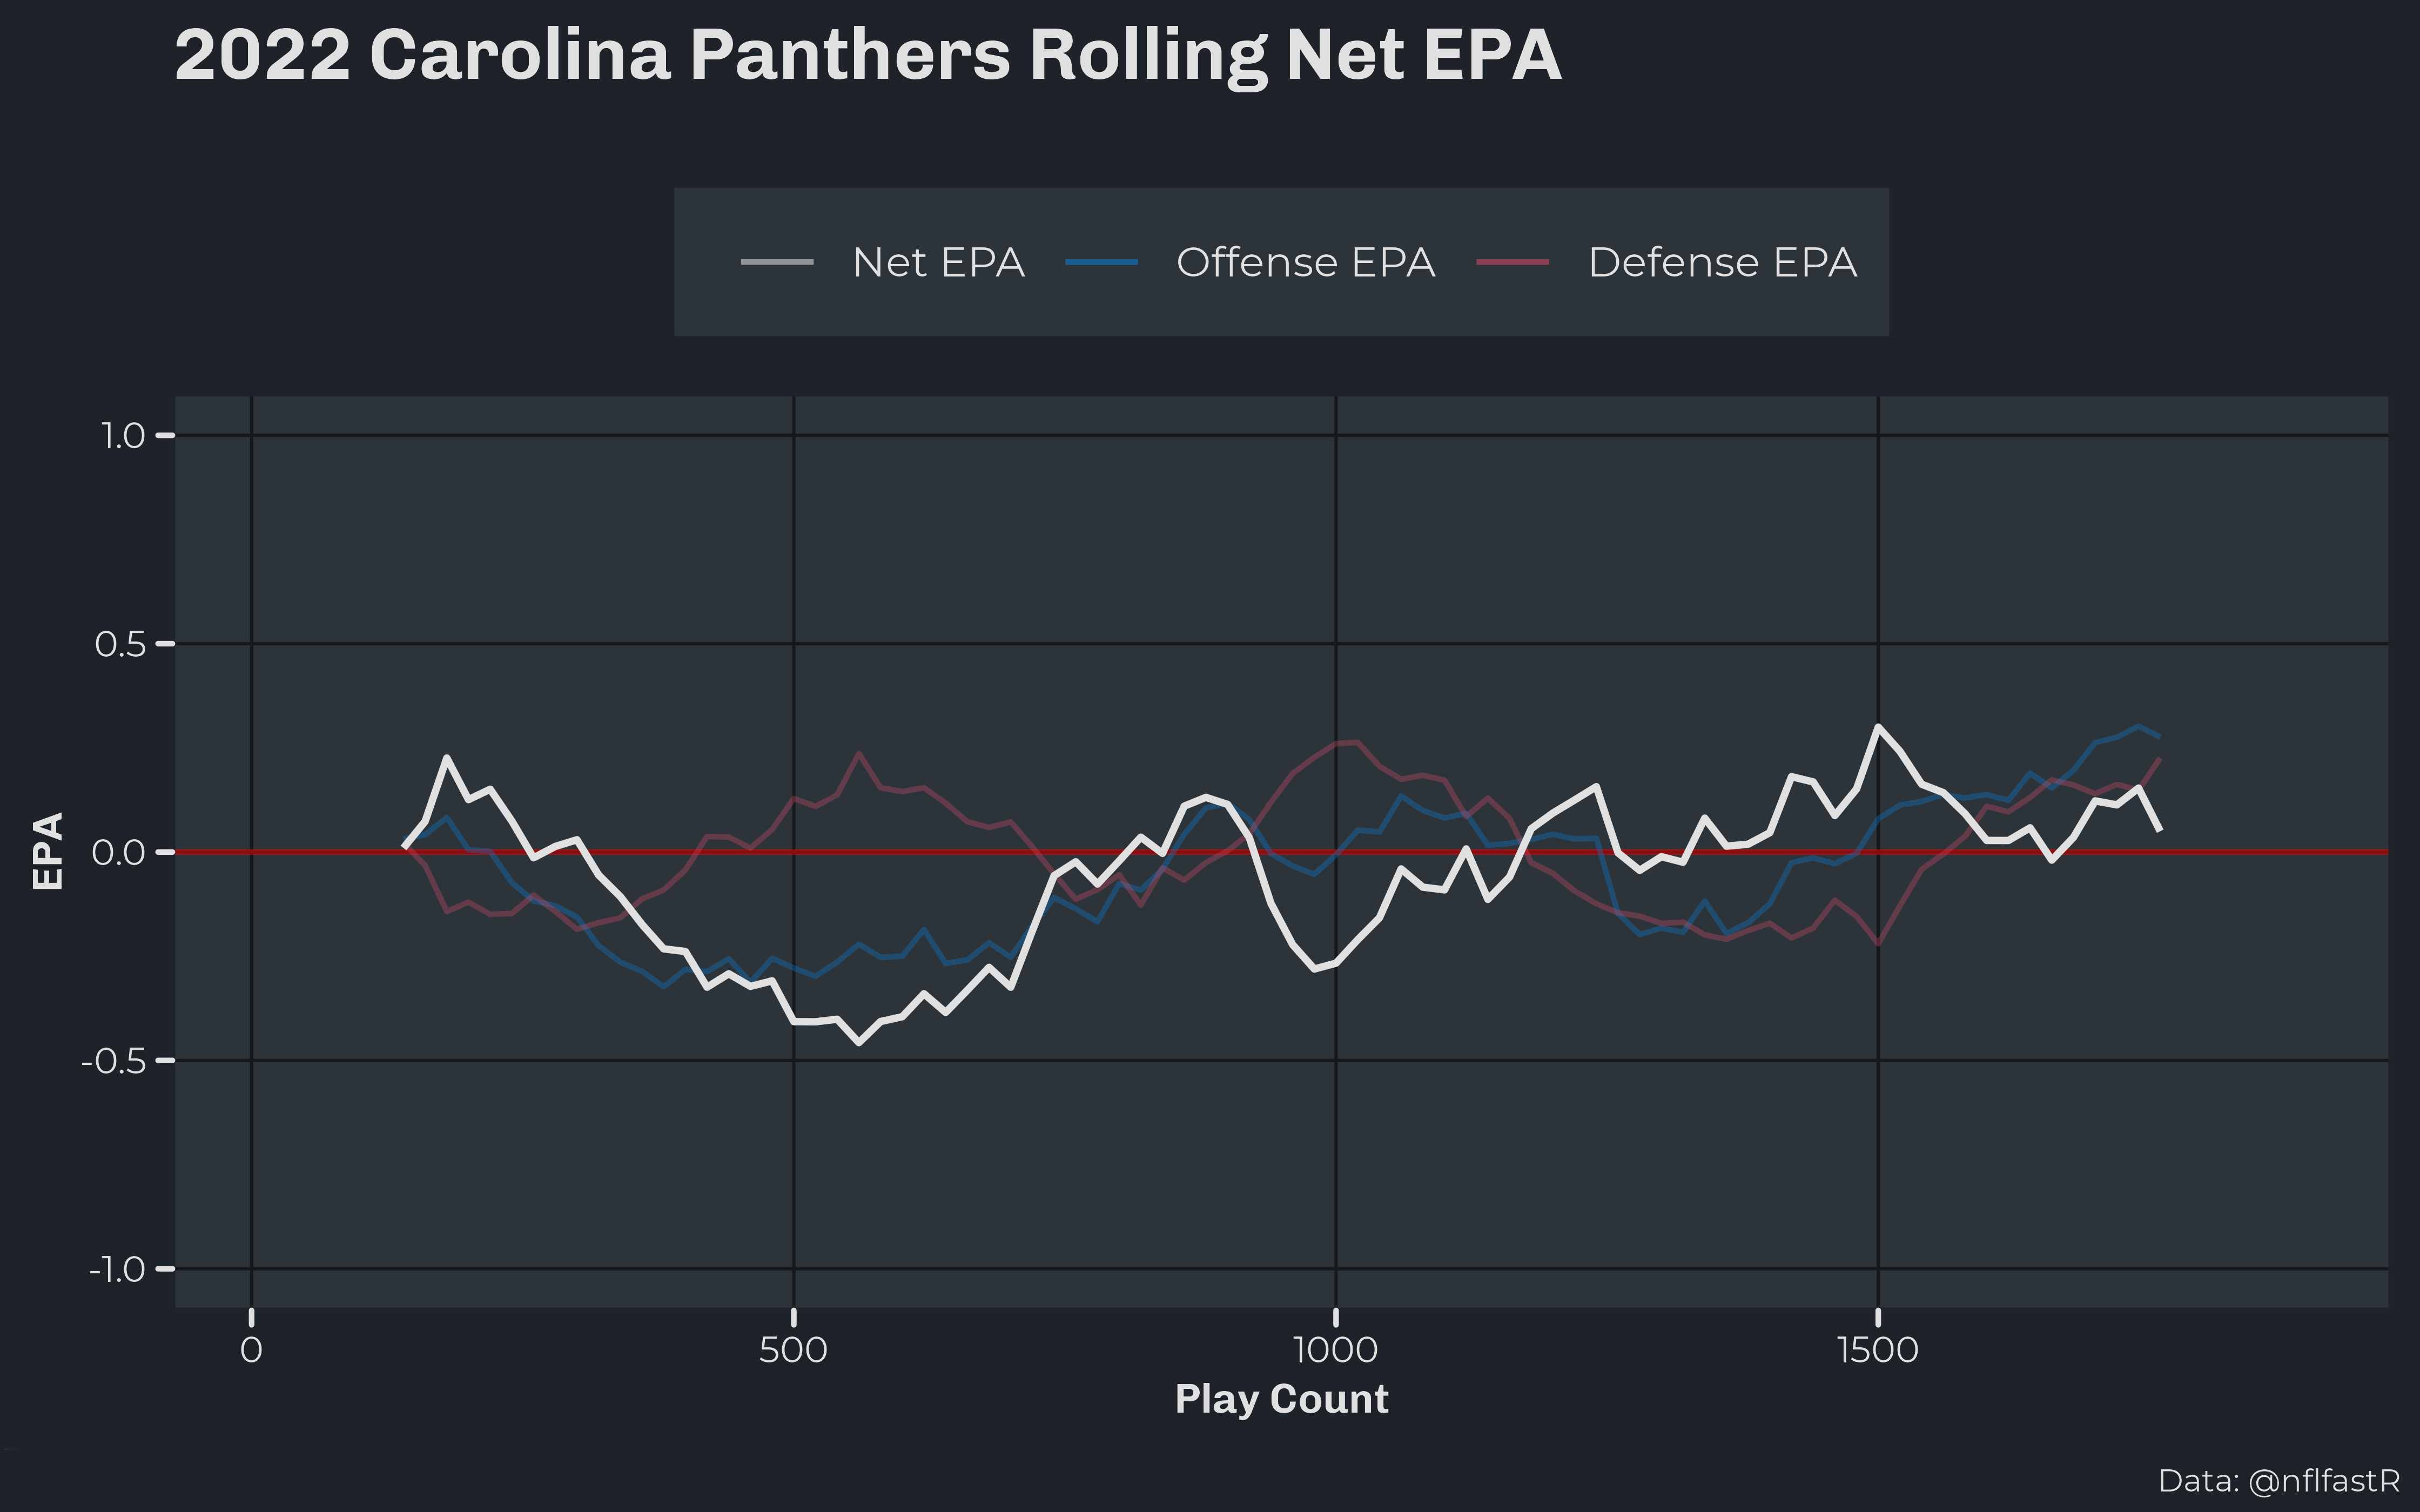 2022 Carolina Panthers Rolling Net EPA
Net EPA Offense EPA Defense EPA
1.0
0.5
0.0
-0.5
-1.0
EPA
0 500 1000 1500
Play Count
Data: @nflfastR